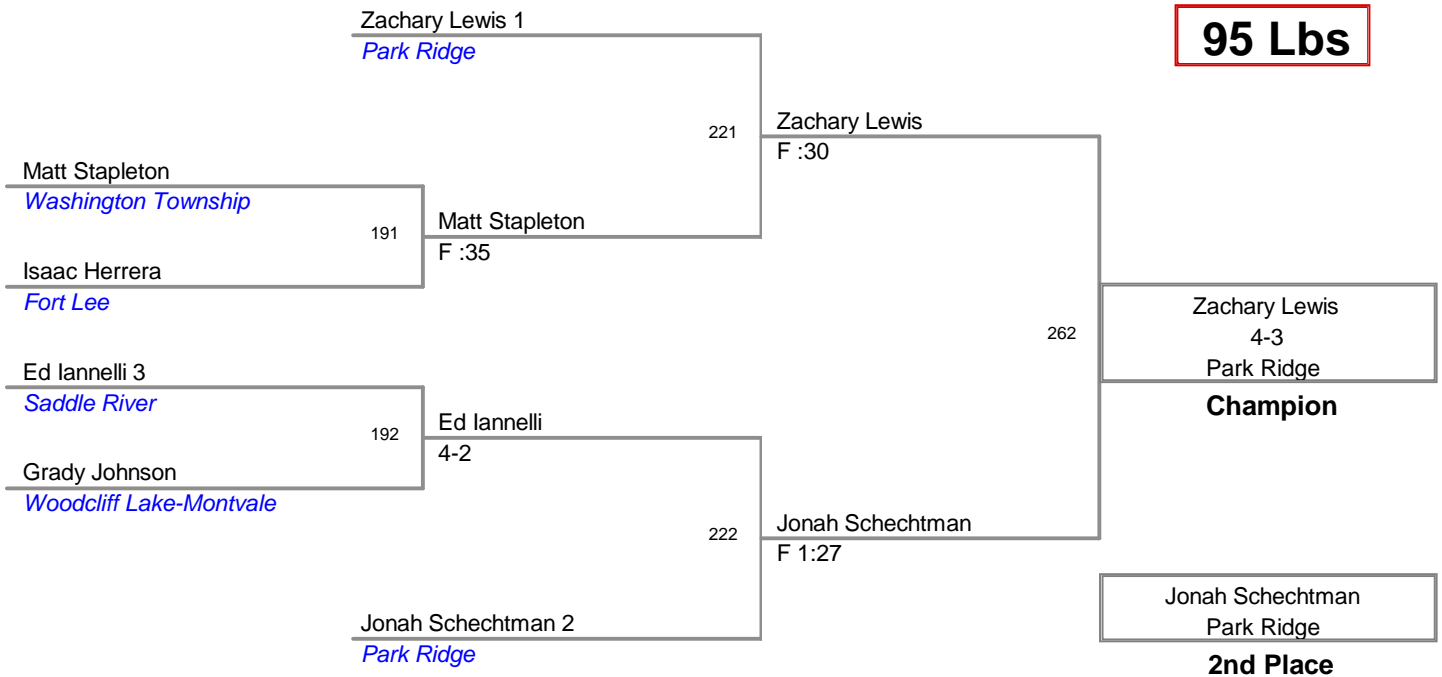 Zachary Lewis 1
Park Ridge
95 Lbs
221
Zachary Lewis
F :30
Matt Stapleton
Washington Township
191
Matt Stapleton
F :35
Isaac Herrera
Fort Lee
262
Zachary Lewis
4-3
Park Ridge
Champion
Ed Iannelli 3
Saddle River
192
Ed Iannelli
4-2
Grady Johnson
Woodcliff Lake-Montvale
222
Jonah Schechtman
F 1:27
Jonah Schechtman 2
Park Ridge
Jonah Schechtman
Park Ridge
2nd Place